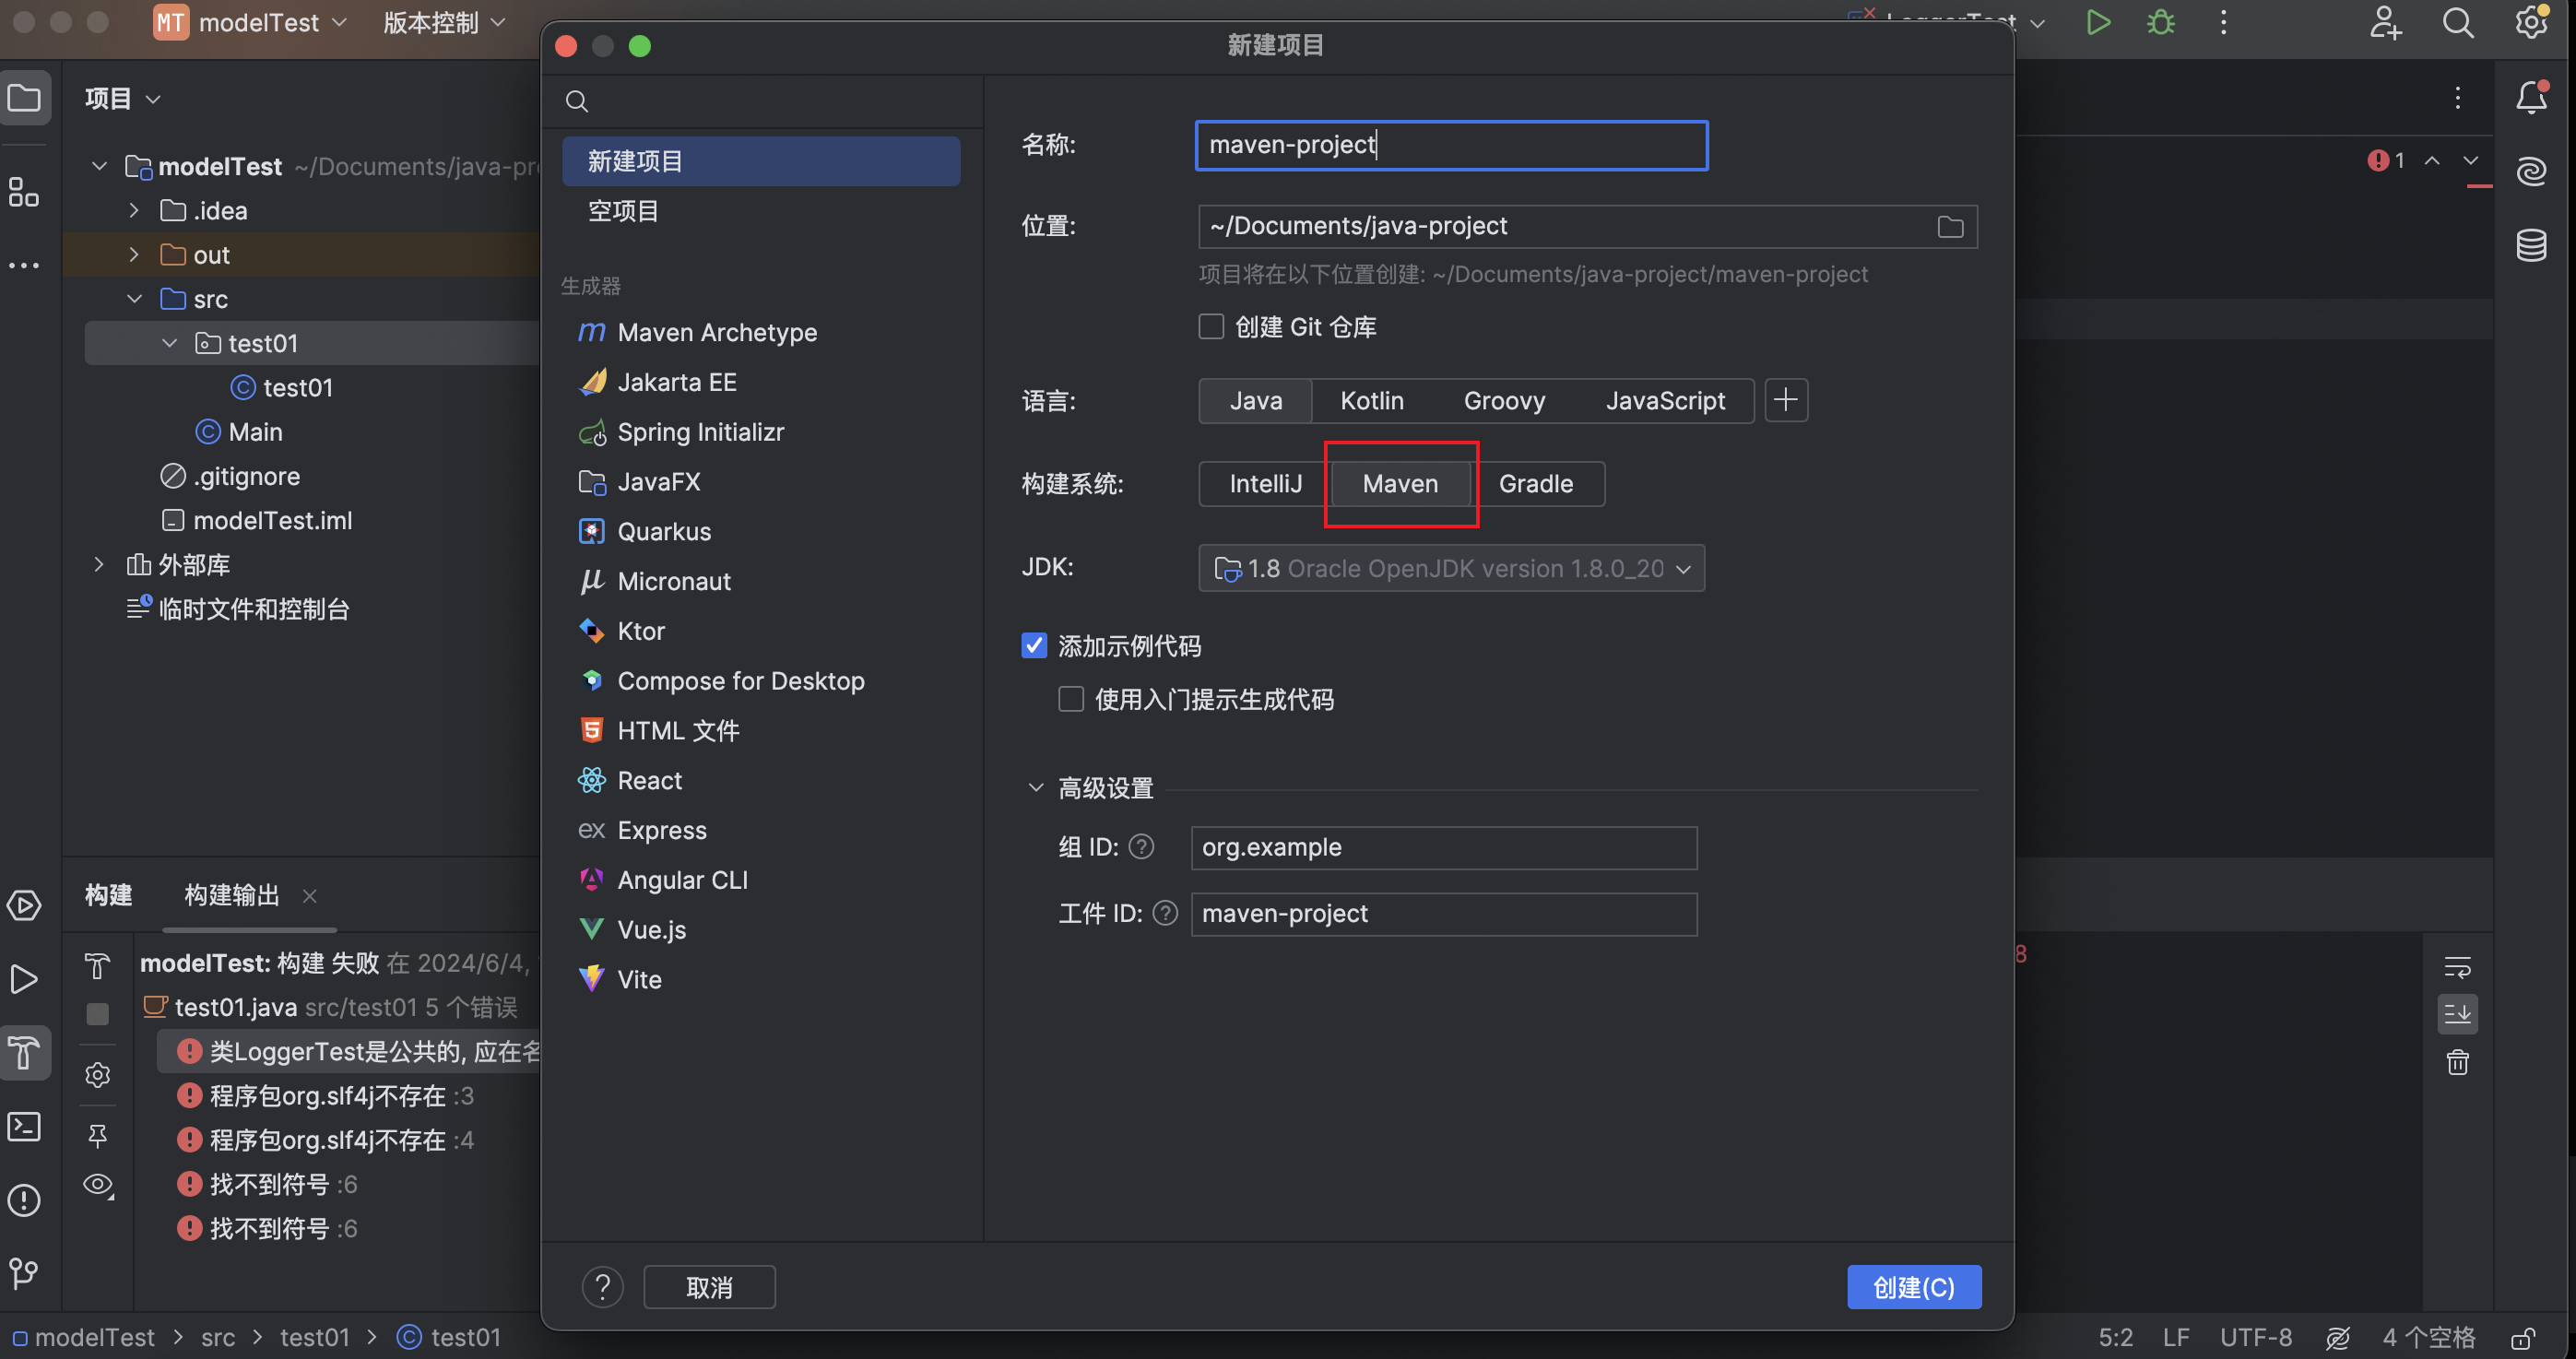 MT modelTest 版本控制
新建项目
项目
modelTest ~/Documents/java-pr
.idea
out
src
test01
test01
Main
.gitignore
modelTest.iml
外部库
临时文件和控制台
新建项目
空项目
生成器
Maven Archetype
Jakarta EE
Spring Initializr
JavaFX
Quarkus
Micronaut
Ktor
Compose for Desktop
HTML 文件
React
ex Express
Angular CLI
Vue.js
Vite
名称: maven-project
位置: ~/Documents/java-project
项目将在以下位置创建: ~/Documents/java-project/maven-project
创建 Git 仓库
语言: Java Kotlin Groovy JavaScript
构建系统: IntelliJ Maven Gradle
JDK: 1.8 Oracle OpenJDK version 1.8.0_20
添加示例代码
使用入门提示生成代码
高级设置
组 ID: org.example
工件 ID: maven-project
? 取消 创建(C)
1
构建 构建输出
modelTest: 构建 失败 在 2024/6/4,
test01.java src/test01 5 个错误
类LoggerTest是公共的, 应在名
程序包org.slf4j不存在 :3
程序包org.slf4j不存在 :4
找不到符号 :6
找不到符号 :6
8
modelTest > src > test01 > test01
5:2 LF UTF-8 4 个空格